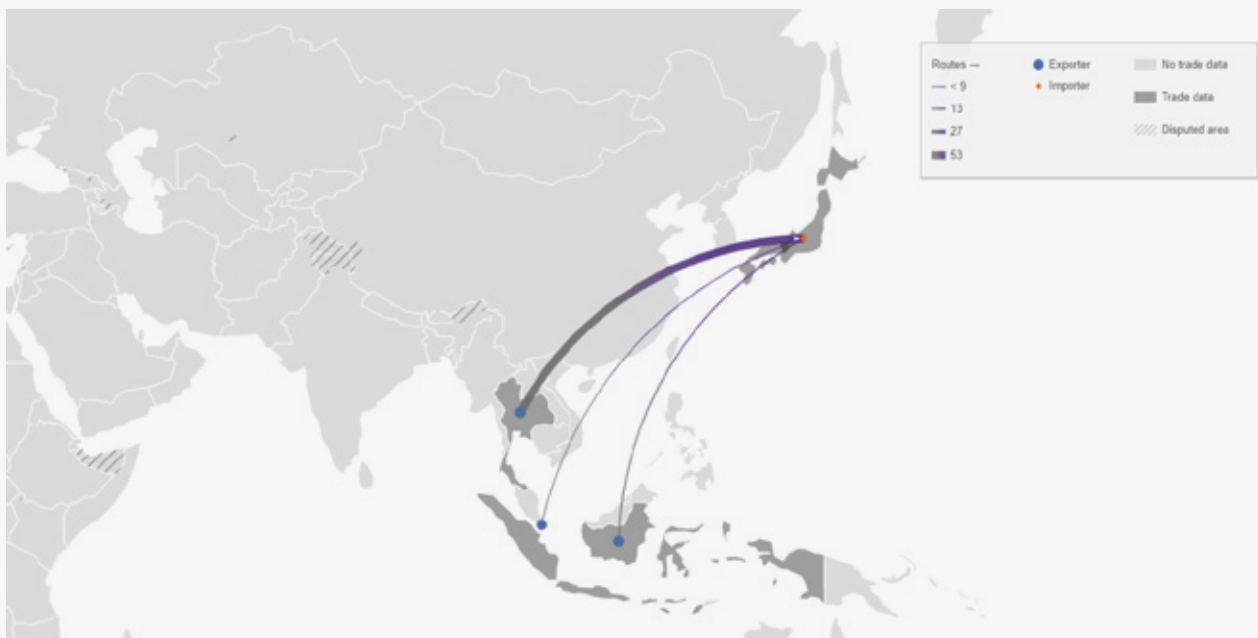 Routes —
< 9
13
27
53
Exporter
Importer
No trade data
Trade data
Disputed area